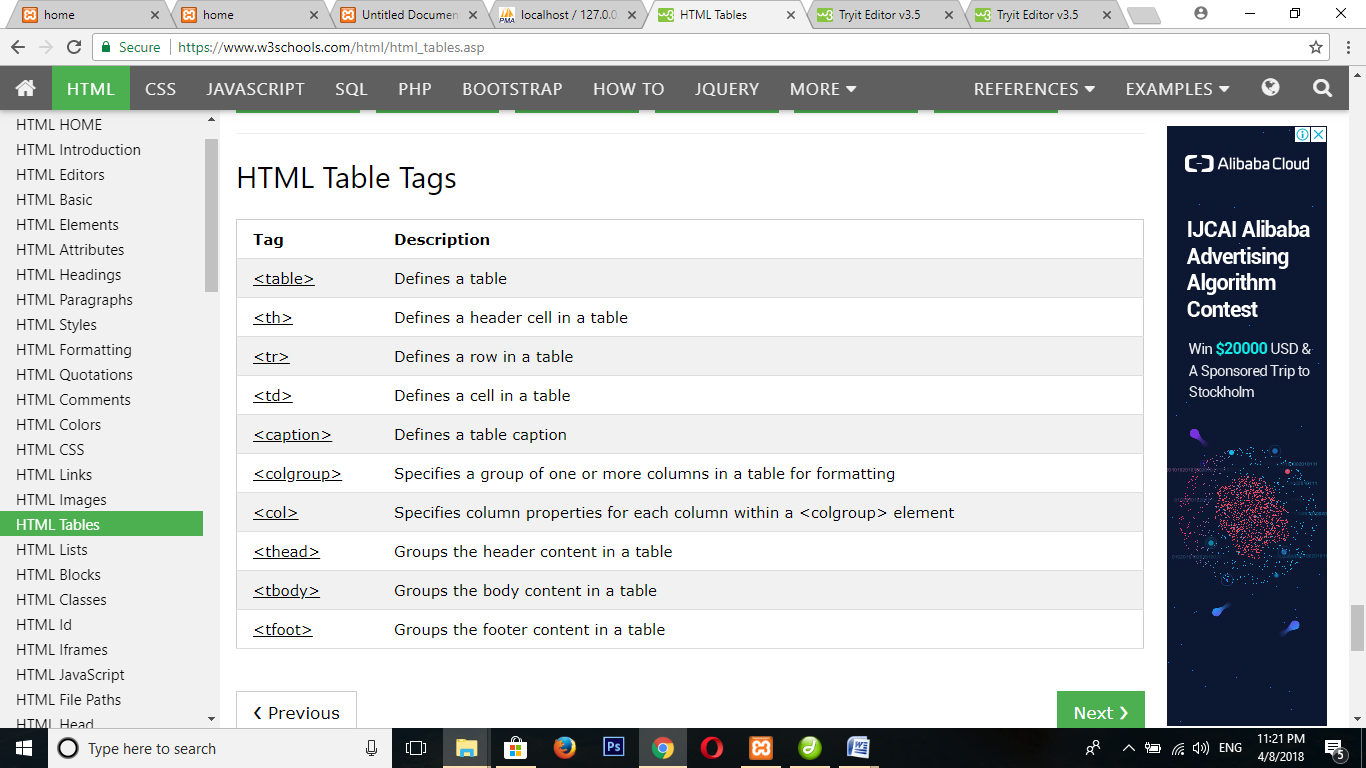 home
home
Untitled Documen
localhost / 127.0.0
HTML Tables
Tryit Editor v3.5
Tryit Editor v3.5
Secure https://www.w3schools.com/html/html_tables.asp
HTML CSS JAVASCRIPT SQL PHP BOOTSTRAP HOW TO JQUERY MORE REFERENCES EXAMPLES
HTML HOME
HTML Introduction
HTML Editors
HTML Basic
HTML Elements
HTML Attributes
HTML Headings
HTML Paragraphs
HTML Styles
HTML Formatting
HTML Quotations
HTML Comments
HTML Colors
HTML CSS
HTML Links
HTML Images
HTML Tables
HTML Lists
HTML Blocks
HTML Classes
HTML Id
HTML Iframes
HTML JavaScript
HTML File Paths
HTML Head
HTML Table Tags
Tag Description
<table> Defines a table
<th> Defines a header cell in a table
<tr> Defines a row in a table
<td> Defines a cell in a table
<caption> Defines a table caption
<colgroup> Specifies a group of one or more columns in a table for formatting
<col> Specifies column properties for each column within a <colgroup> element
<thead> Groups the header content in a table
<tbody> Groups the body content in a table
<tfoot> Groups the footer content in a table
❮ Previous
Next ❯
Alibaba Cloud
IJCAI Alibaba
Advertising
Algorithm
Contest
Win $20000 USD &
A Sponsored Trip to
Stockholm
Type here to search
ENG
11:21 PM
4/8/2018
5